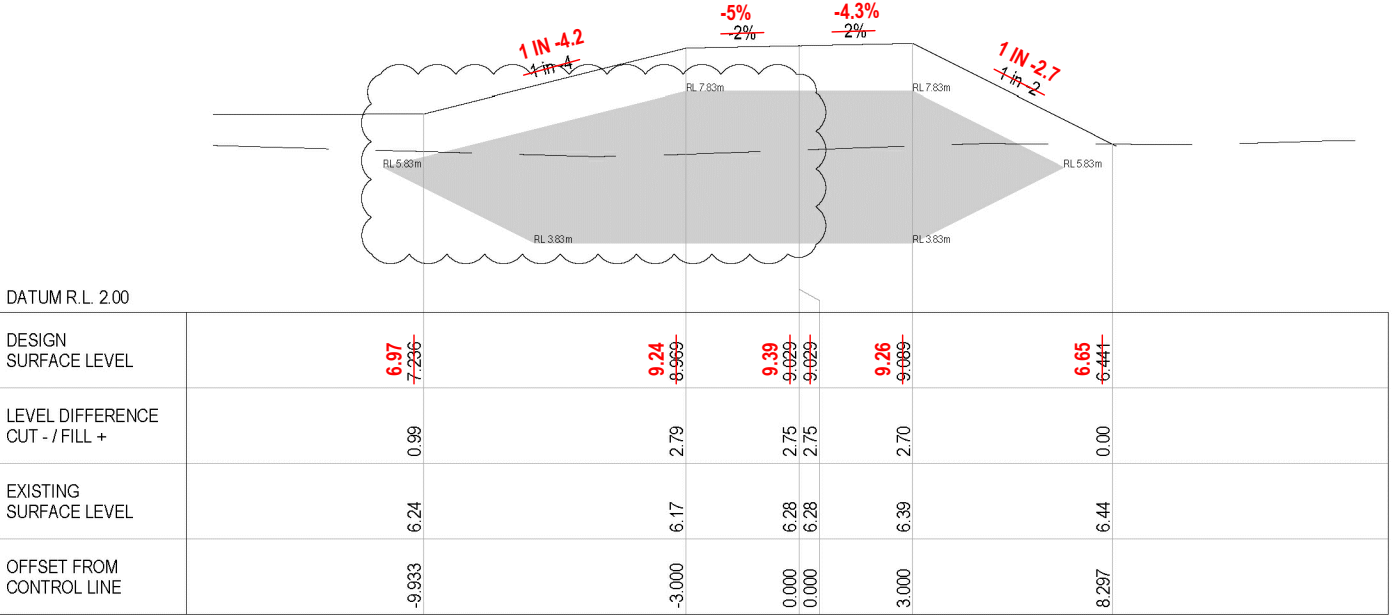 -5%
-4.3%
-2%
2%
1 IN -4.2
1 in -4
1 IN -2.7
1 in -2
RL 7.83m
RL 7.83m
RL 5.83m
RL 5.83m
RL 3.83m
RL 3.83m
DATUM R.L. 2.00
DESIGN
SURFACE LEVEL
6.97
7.236
9.24
8.969
9.39
9.029
9.029
9.26
9.089
6.65
6.441
LEVEL DIFFERENCE
CUT - / FILL +
0.99
2.79
2.75
2.75
2.70
0.00
EXISTING
SURFACE LEVEL
6.24
6.17
6.28
6.28
6.39
6.44
OFFSET FROM
CONTROL LINE
-9.933
-3.000
0.000
0.000
3.000
8.297